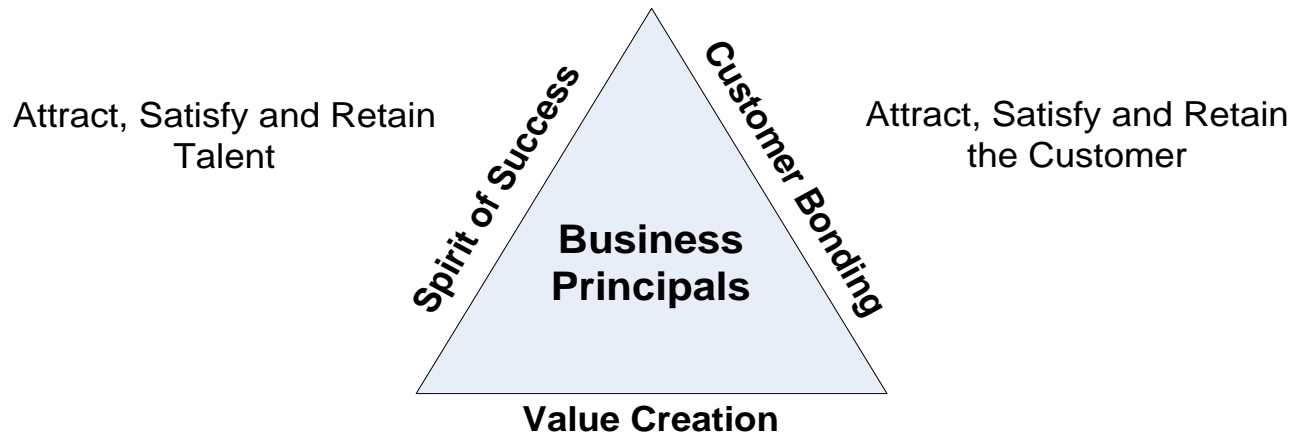 Attract, Satisfy and Retain
Talent
Spirit of Success
Customer Bonding
Attract, Satisfy and Retain
the Customer
Business
Principals
Value Creation